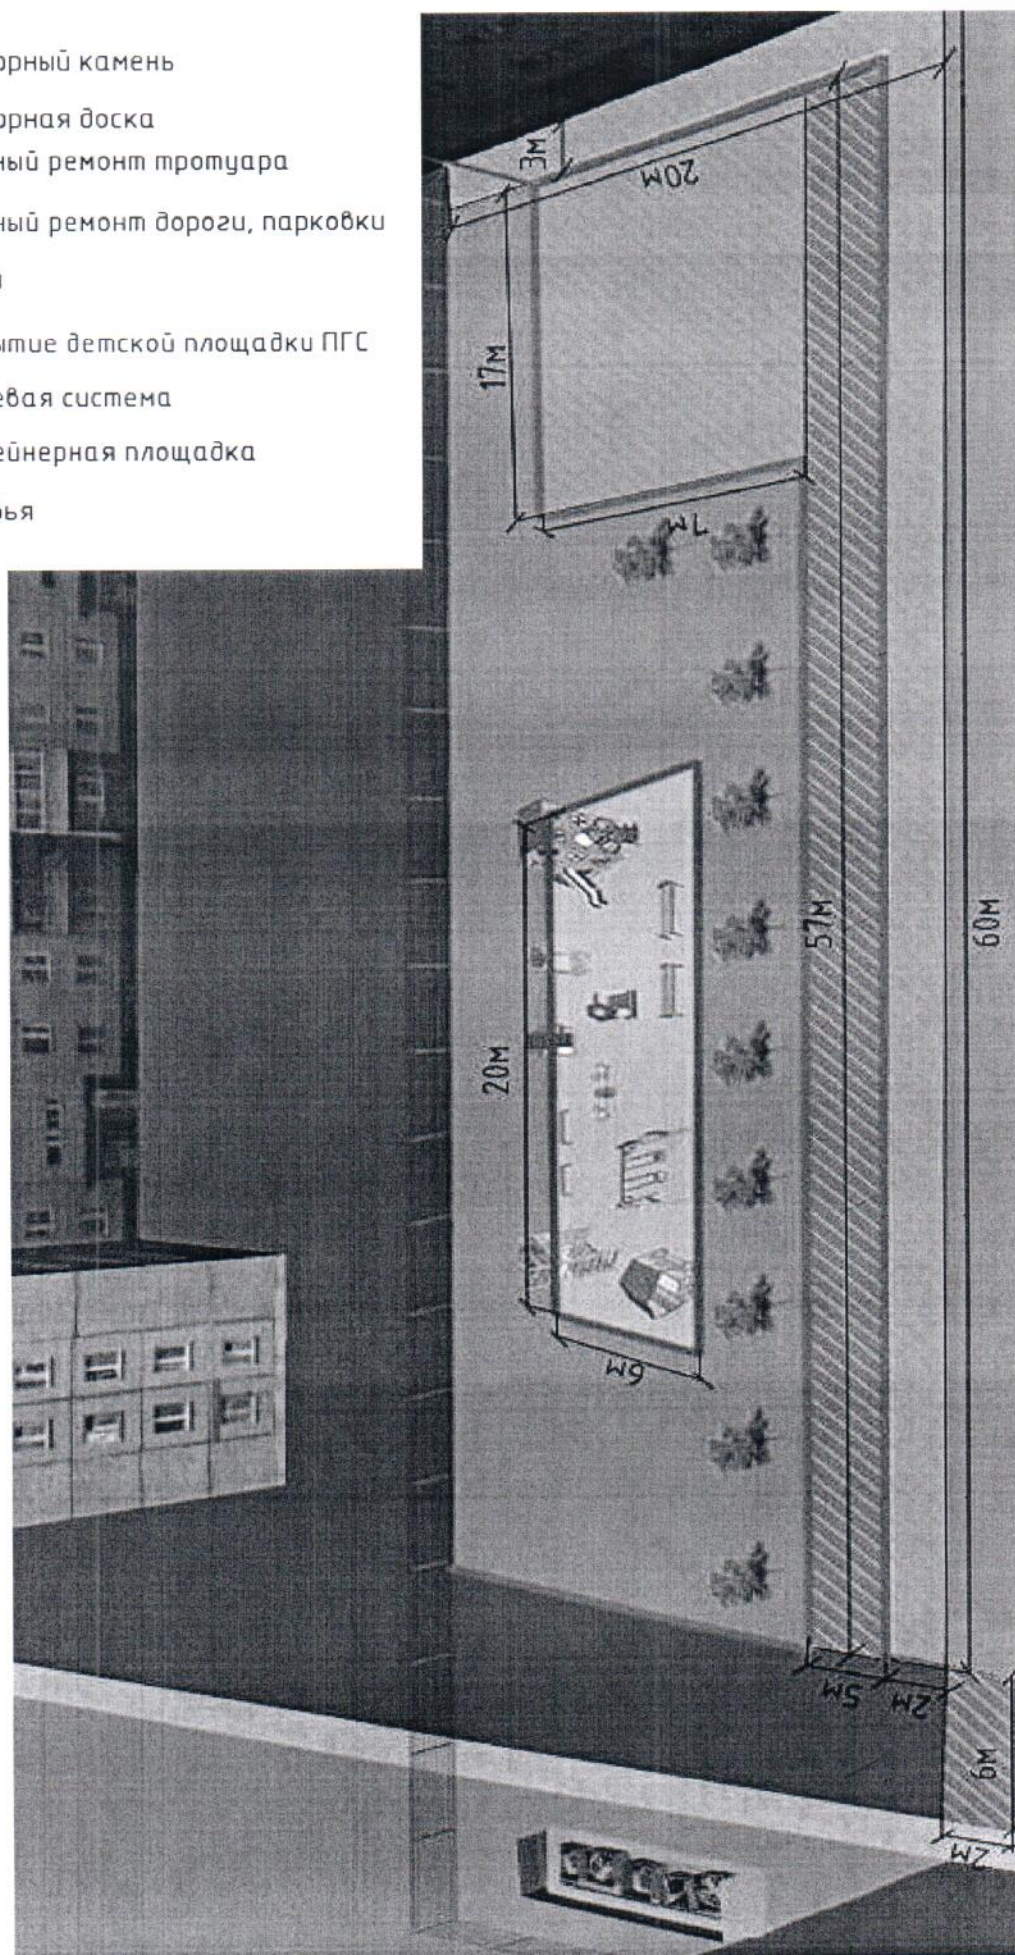 орный камень
орная доска
ный ремонт тротуара
ный ремонт дороги, парковки
ытие детской площадки ПГС
евая система
ейнерная площадка
вья
3м
20м
17м
7м
57м
60м
20м
6м
5м
2м
6м
2м